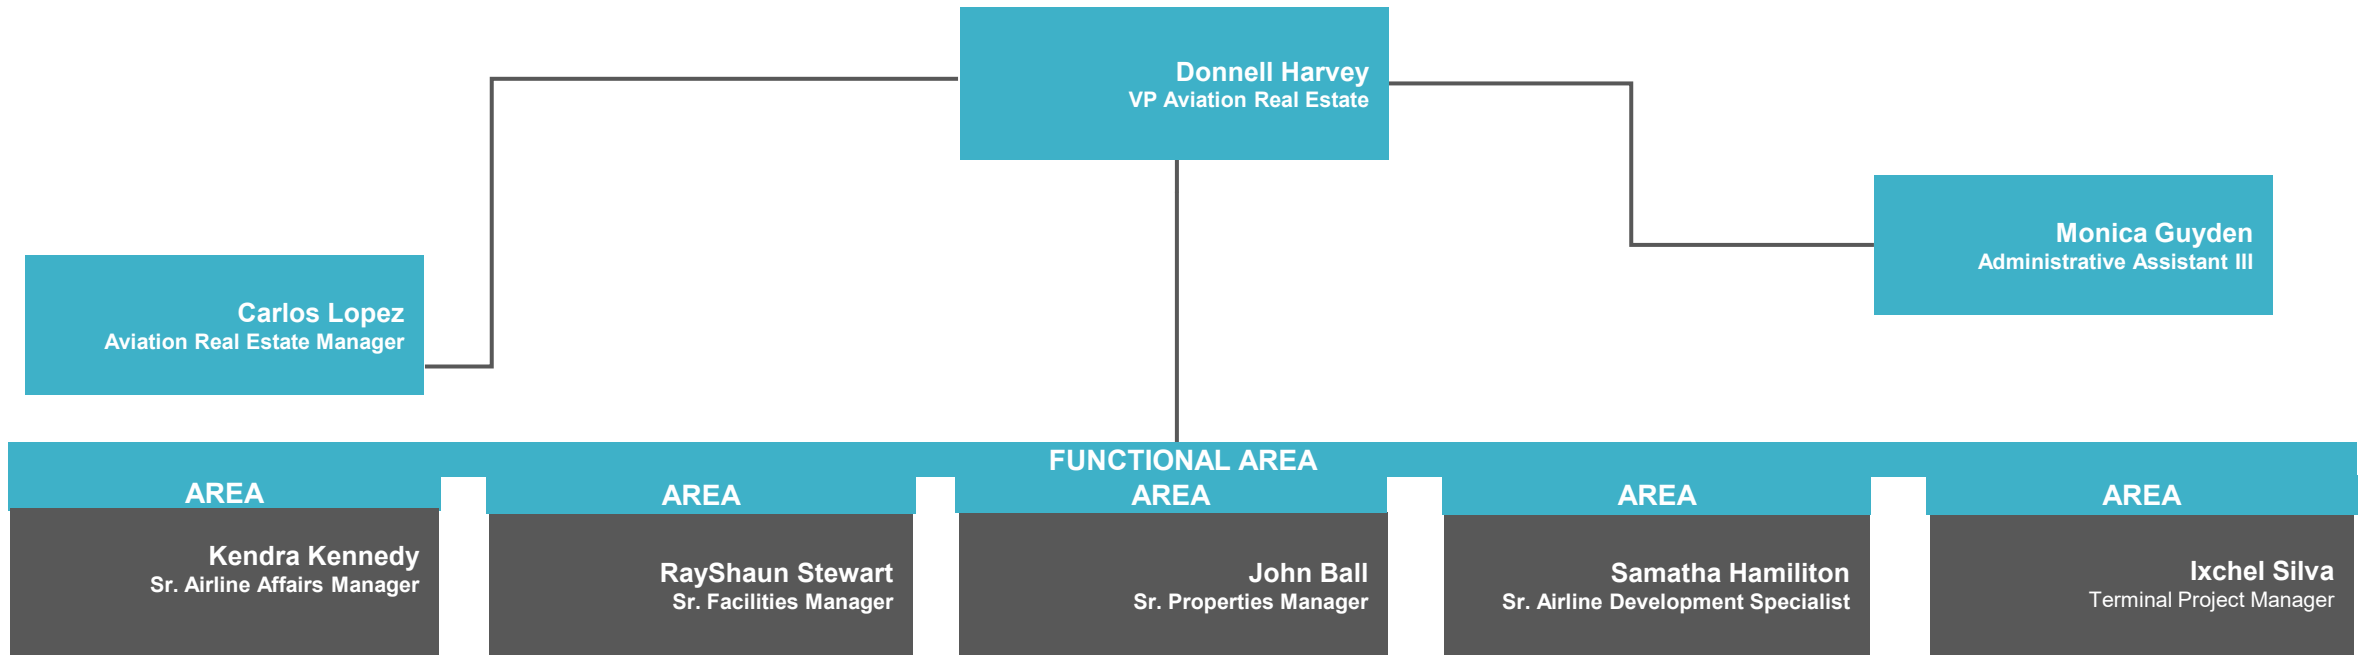 Donnell Harvey
VP Aviation Real Estate
Monica Guyden
Administrative Assistant III
Carlos Lopez
Aviation Real Estate Manager
FUNCTIONAL AREA
AREA
AREA
AREA
AREA
AREA
Kendra Kennedy
Sr. Airline Affairs Manager
RayShaun Stewart
Sr. Facilities Manager
John Ball
Sr. Properties Manager
Samatha Hamiliton
Sr. Airline Development Specialist
Ixchel Silva
Terminal Project Manager